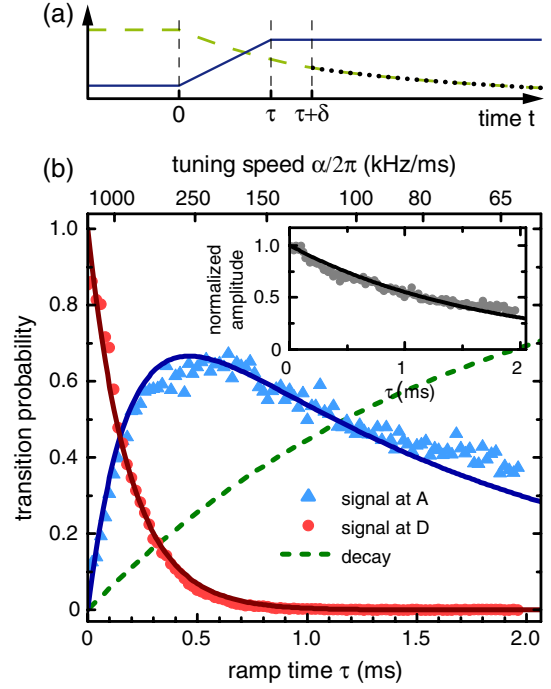 (a)
0 τ τ+δ time t
(b)
tuning speed α/2π (kHz/ms)
1000 250 150 100 80 65
1.0
0.8
0.6
0.4
0.2
0
transition probability
normalized
amplitude
1.0
0.5
0
0 1 2
τ(ms)
signal at A
signal at D
decay
0 0.5 1.0 1.5 2.0
ramp time τ (ms)